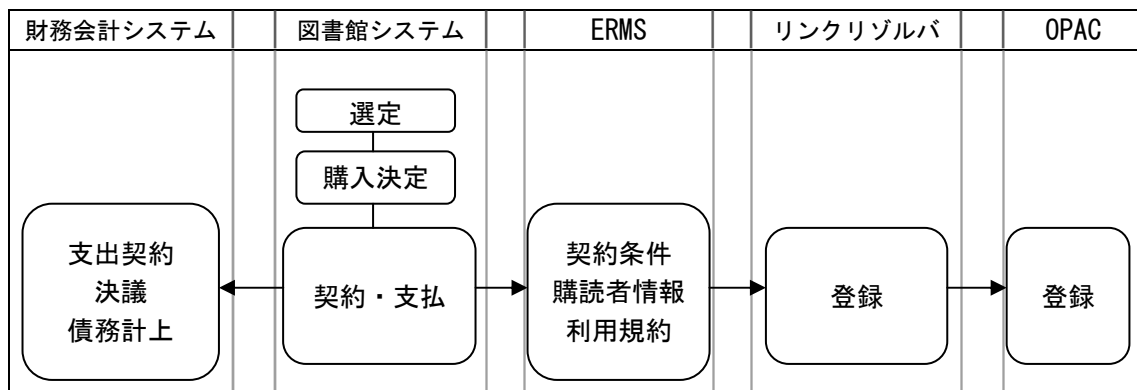 財務会計システム
図書館システム
ERMS
リンクリゾルバ
OPAC
選定
購入決定
支出契約
決議
債務計上
契約・支払
契約条件
購読者情報
利用規約
登録
登録